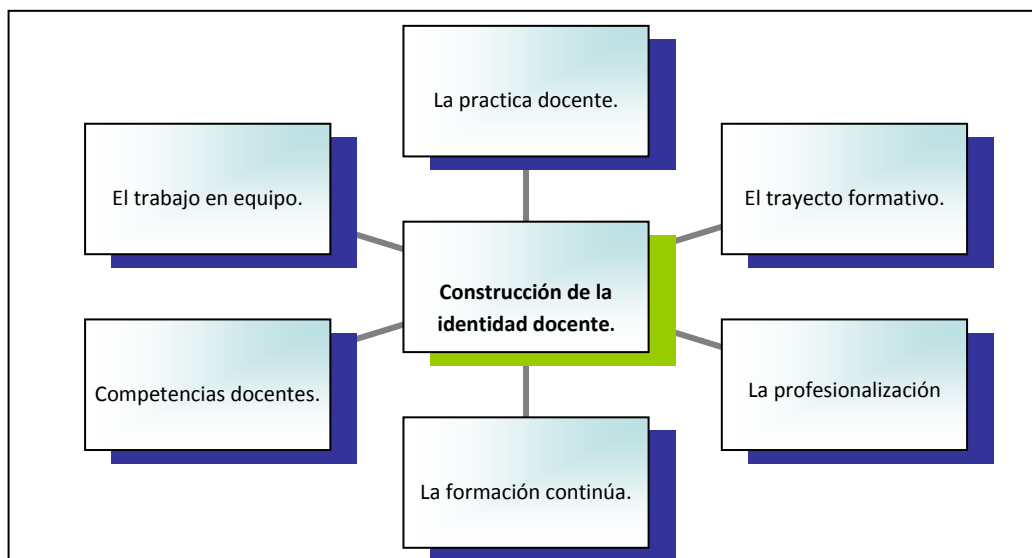 La practica docente.
El trabajo en equipo.
El trayecto formativo.
Construcción de la
identidad docente.
Competencias docentes.
La profesionalización
La formación continúa.